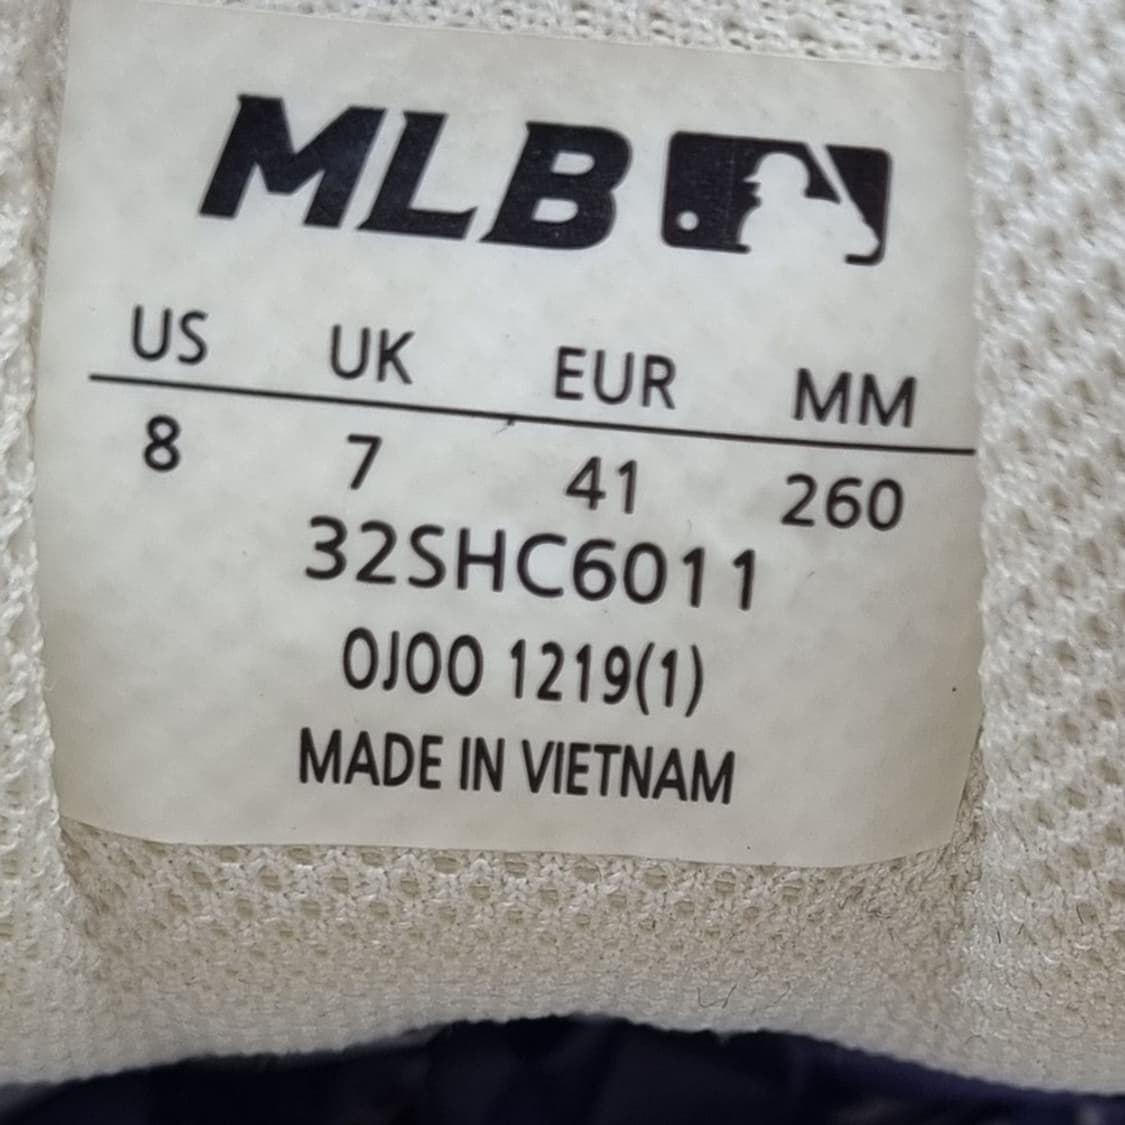 MLB
US UK EUR MM
8 7 41 260
32SHC6011
0J00 1219(1)
MADE IN VIETNAM